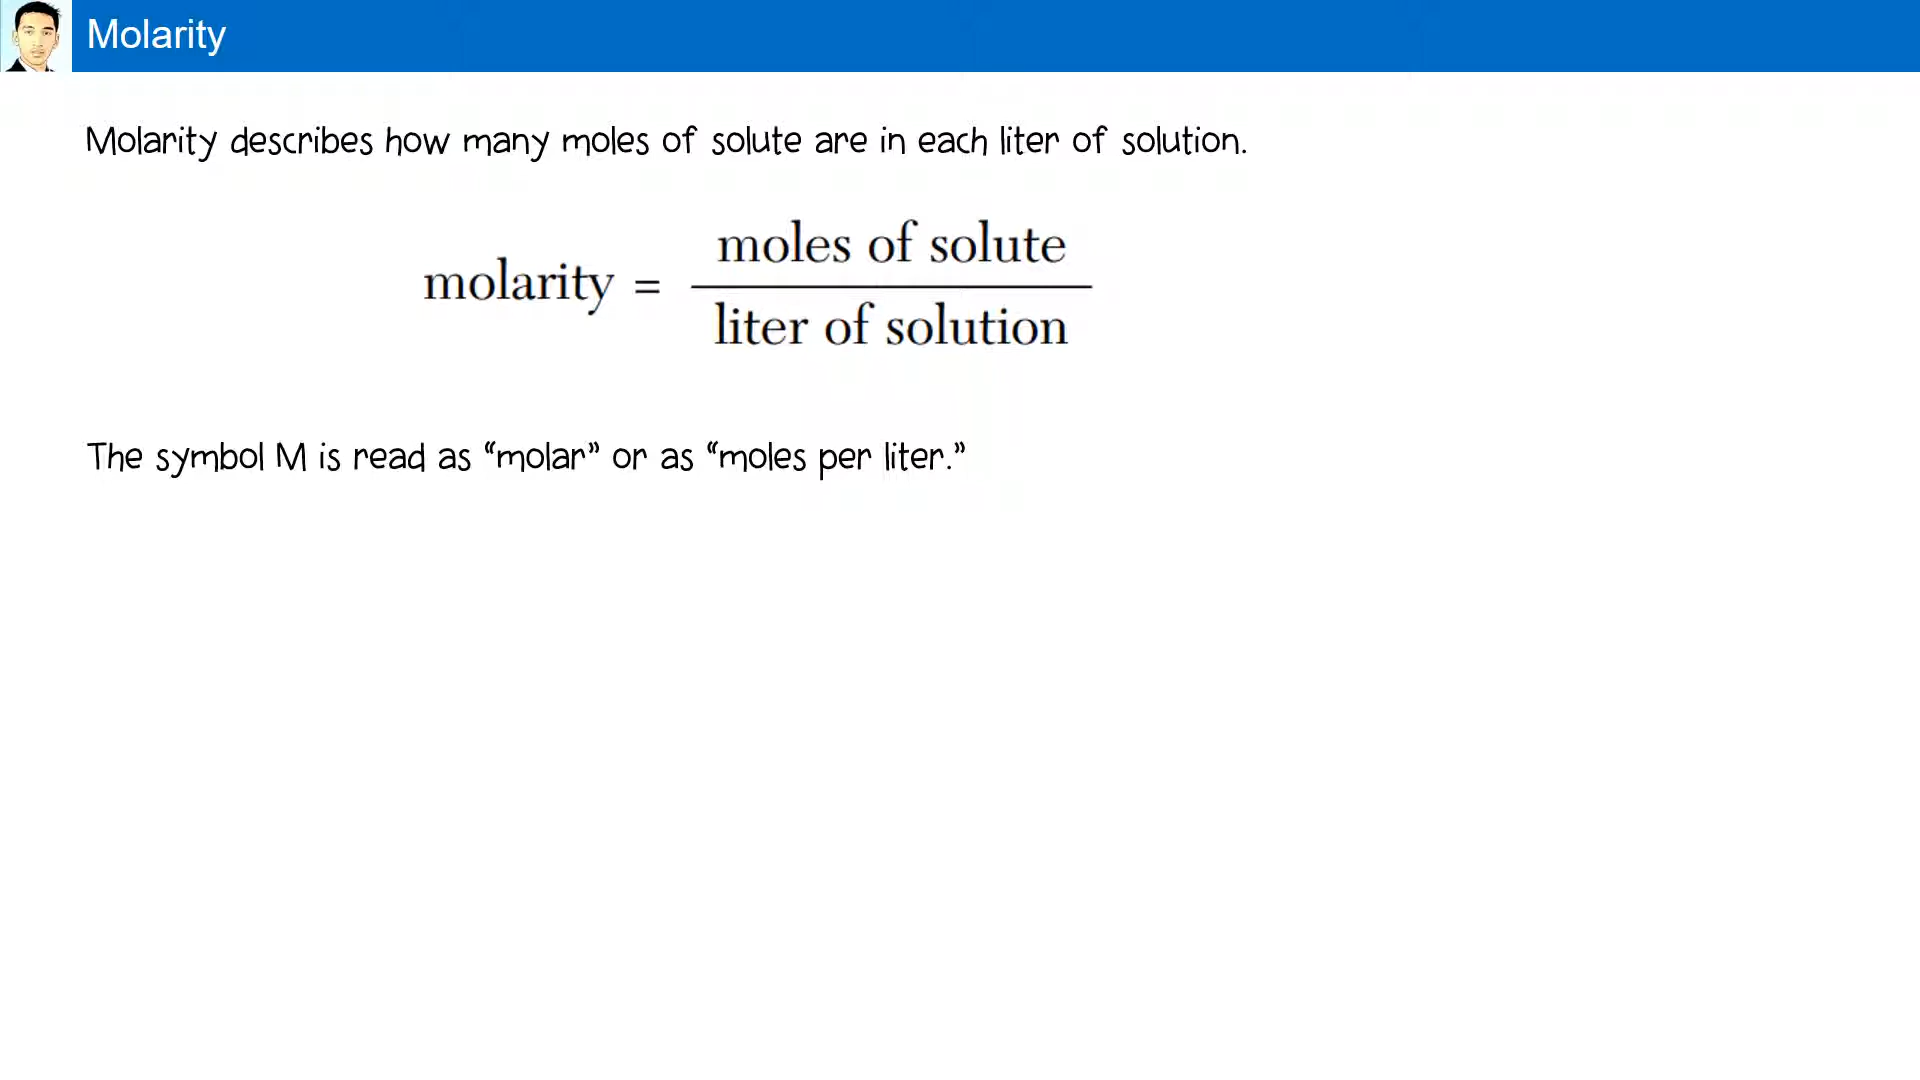 Molarity
Molarity describes how many moles of solute are in each liter of solution.
molarity = moles of solute / liter of solution
The symbol M is read as “molar” or as “moles per liter.”